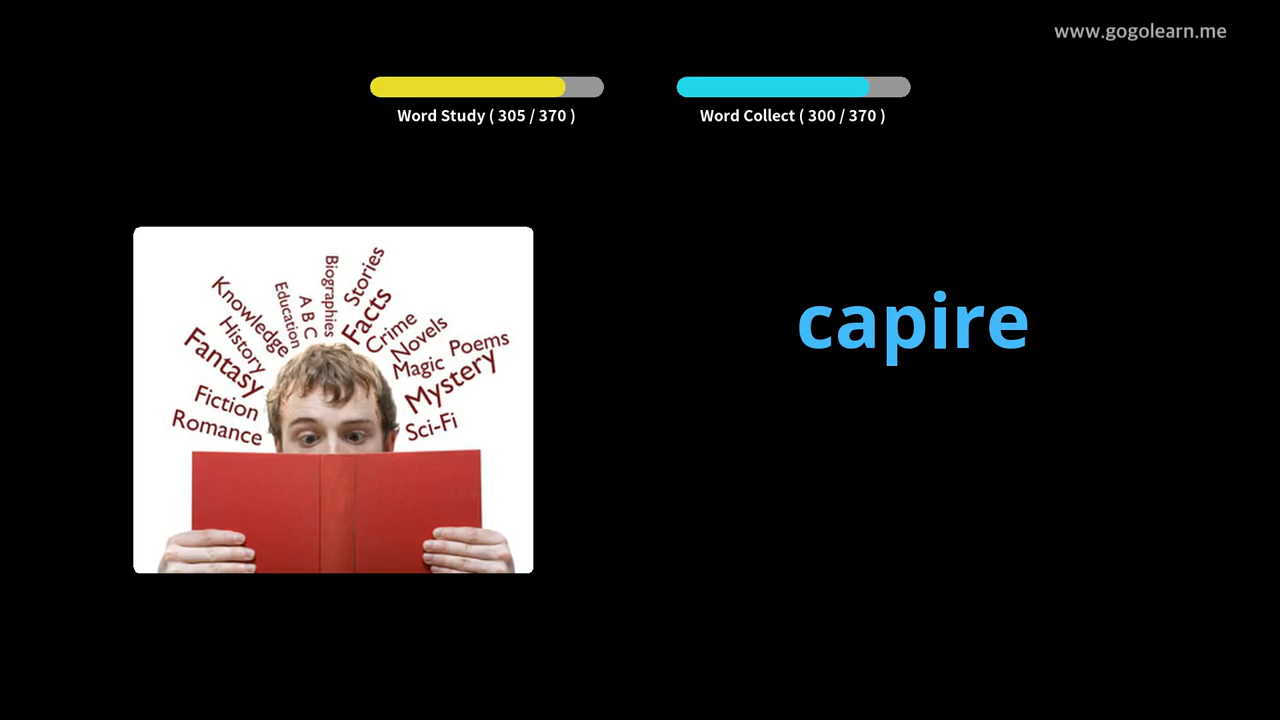 www.gogolearn.me
Word Study ( 305 / 370 )
Word Collect ( 300 / 370 )
capire
Biographies
Stories
Education
A B C
Facts
Knowledge
Crime
History
Novels
Poems
Fantasy
Magic
Mystery
Fiction
Romance
Sci-Fi